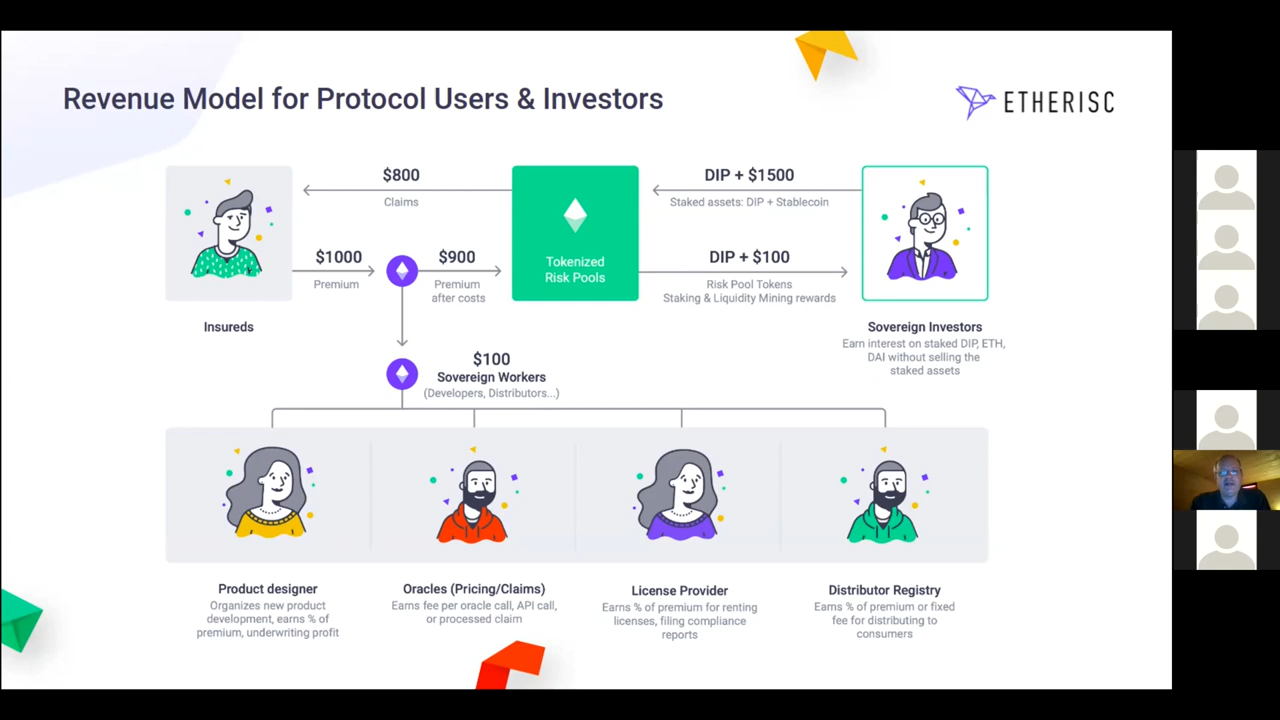 Revenue Model for Protocol Users & Investors
ETHERISC
$800
Claims
DIP + $1500
Staked assets: DIP + Stablecoin
$1000
Premium
$900
Premium
after costs
Tokenized
Risk Pools
DIP + $100
Risk Pool Tokens
Staking & Liquidity Mining rewards
Insureds
Sovereign Investors
Earn interest on staked DIP, ETH,
DAI without selling the
staked assets
$100
Sovereign Workers
(Developers, Distributors...)
Product designer
Organizes new product
development, earns % of
premium, underwriting profit
Oracles (Pricing/Claims)
Earns fee per oracle call, API call,
or processed claim
License Provider
Earns % of premium for renting
licenses, filing compliance
reports
Distributor Registry
Earns % of premium or fixed
fee for distributing to
consumers